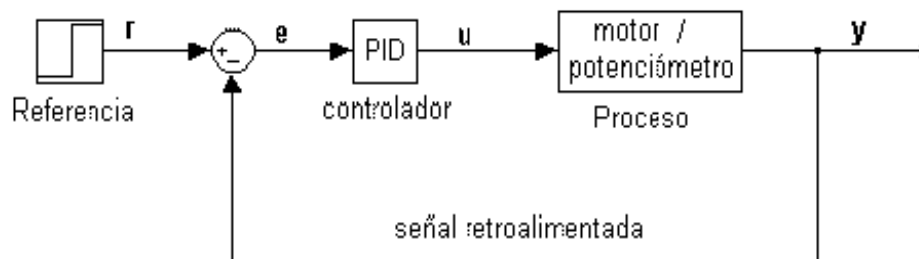 r
e
PID
u
motor /
potenciómetro
y
Referencia
controlador
Proceso
señal retroalimentada